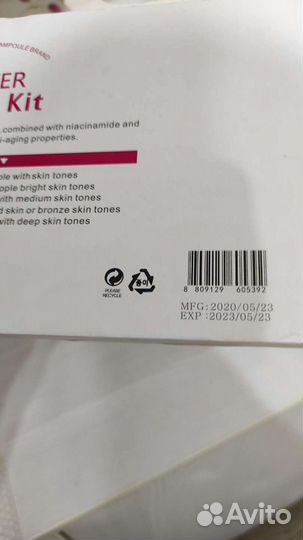 AMPOULE BRAND
ER
Kit
combined with niacinamide and
i-aging properties.
ble with skin tones
ople bright skin tones
with medium skin tones
d skin or bronze skin tones
with deep skin tones
PLEASE
RECYCLE
종이
8 809129 605392
MFG: 2020/05/23
EXP : 2023/05/23
Avito